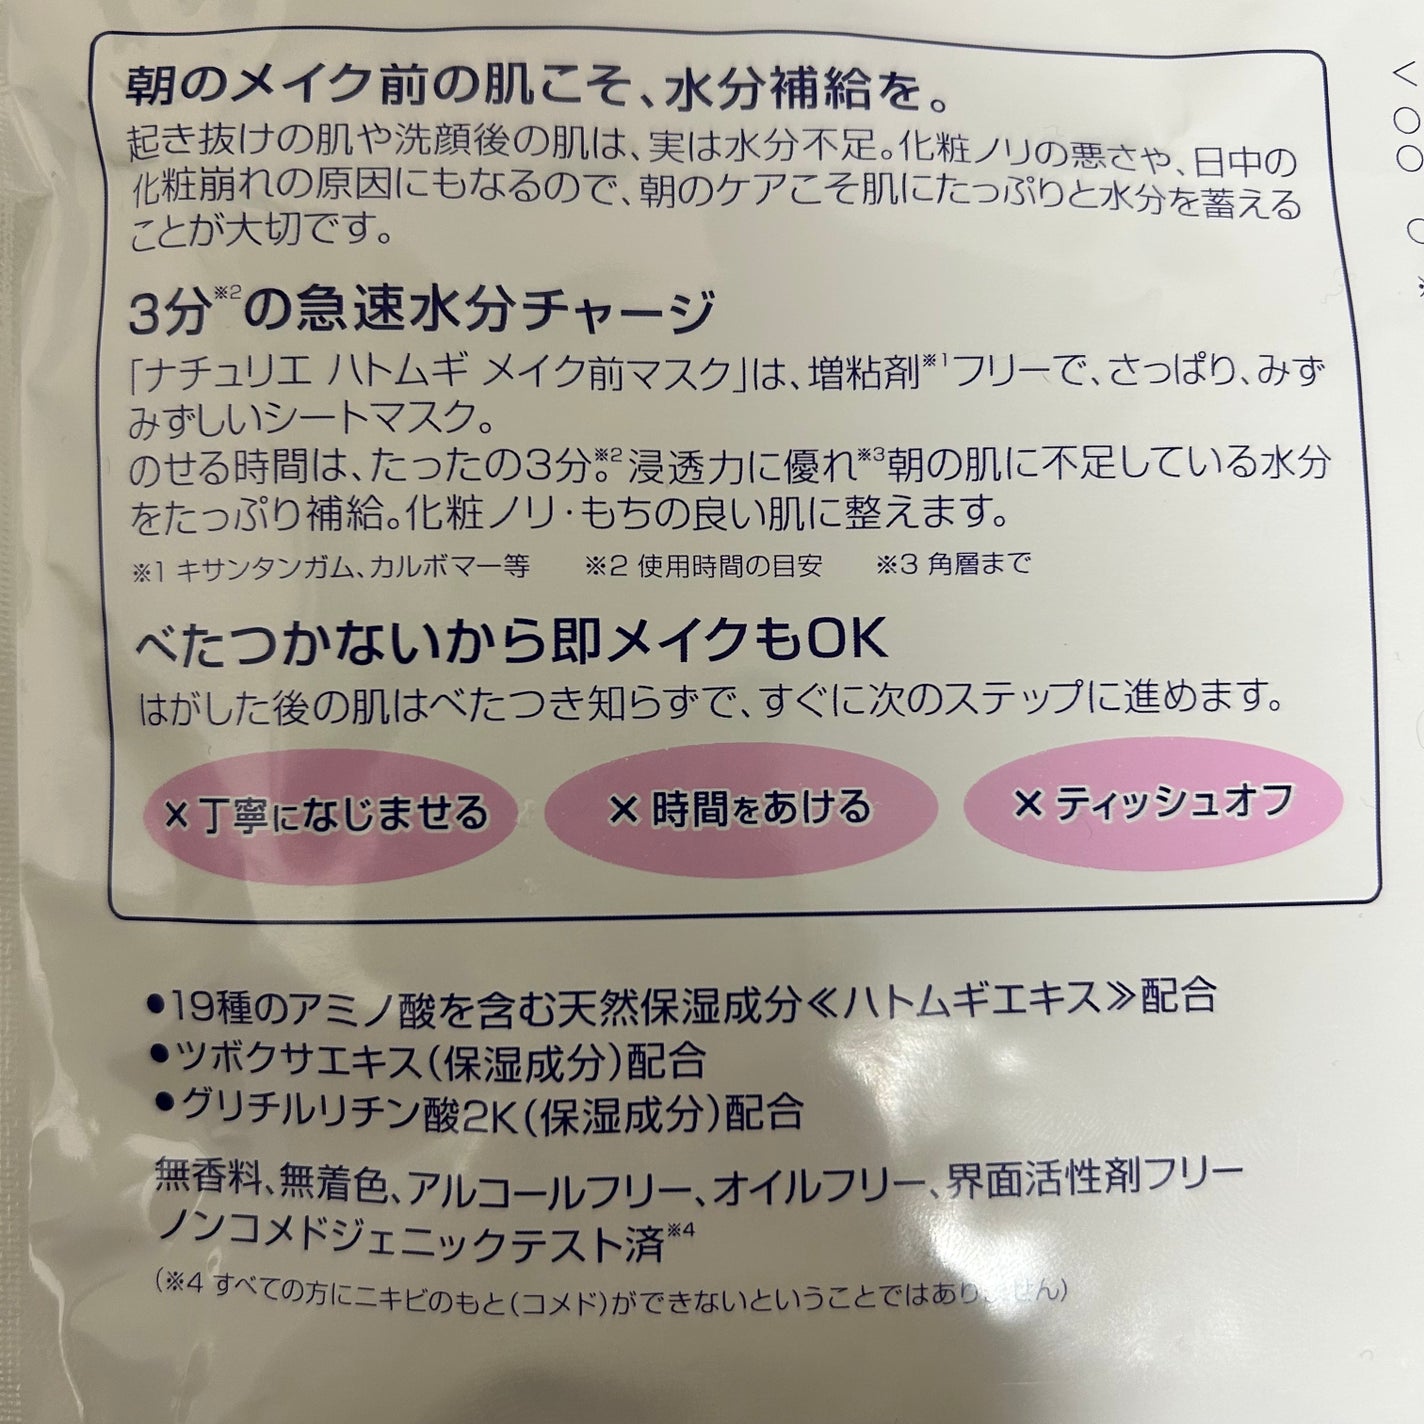 朝のメイク前の肌こそ、水分補給を。
起き抜けの肌や洗顔後の肌は、実は水分不足。化粧ノリの悪さや、日中の
化粧崩れの原因にもなるので、朝のケアこそ肌にたっぷりと水分を蓄える
ことが大切です。
3分※2の急速水分チャージ
「ナチュリエ ハトムギ メイク前マスク」は、増粘剤※1フリーで、さっぱり、みず
みずしいシートマスク。
のせる時間は、たったの3分。※2浸透力に優れ※3朝の肌に不足している水分
をたっぷり補給。化粧ノリ・もちの良い肌に整えます。
※1 キサンタンガム、カルボマー等 ※2 使用時間の目安 ※3 角層まで
べたつかないから即メイクもOK
はがした後の肌はべたつき知らずで、すぐに次のステップに進めます。
×丁寧になじませる ×時間をあける ×ティッシュオフ
●19種のアミノ酸を含む天然保湿成分≪ハトムギエキス≫配合
●ツボクサエキス(保湿成分)配合
●グリチルリチン酸2K(保湿成分)配合
無香料、無着色、アルコールフリー、オイルフリー、界面活性剤フリー
ノンコメドジェニックテスト済※4
(※4 すべての方にニキビのもと(コメド)ができないということではありません)